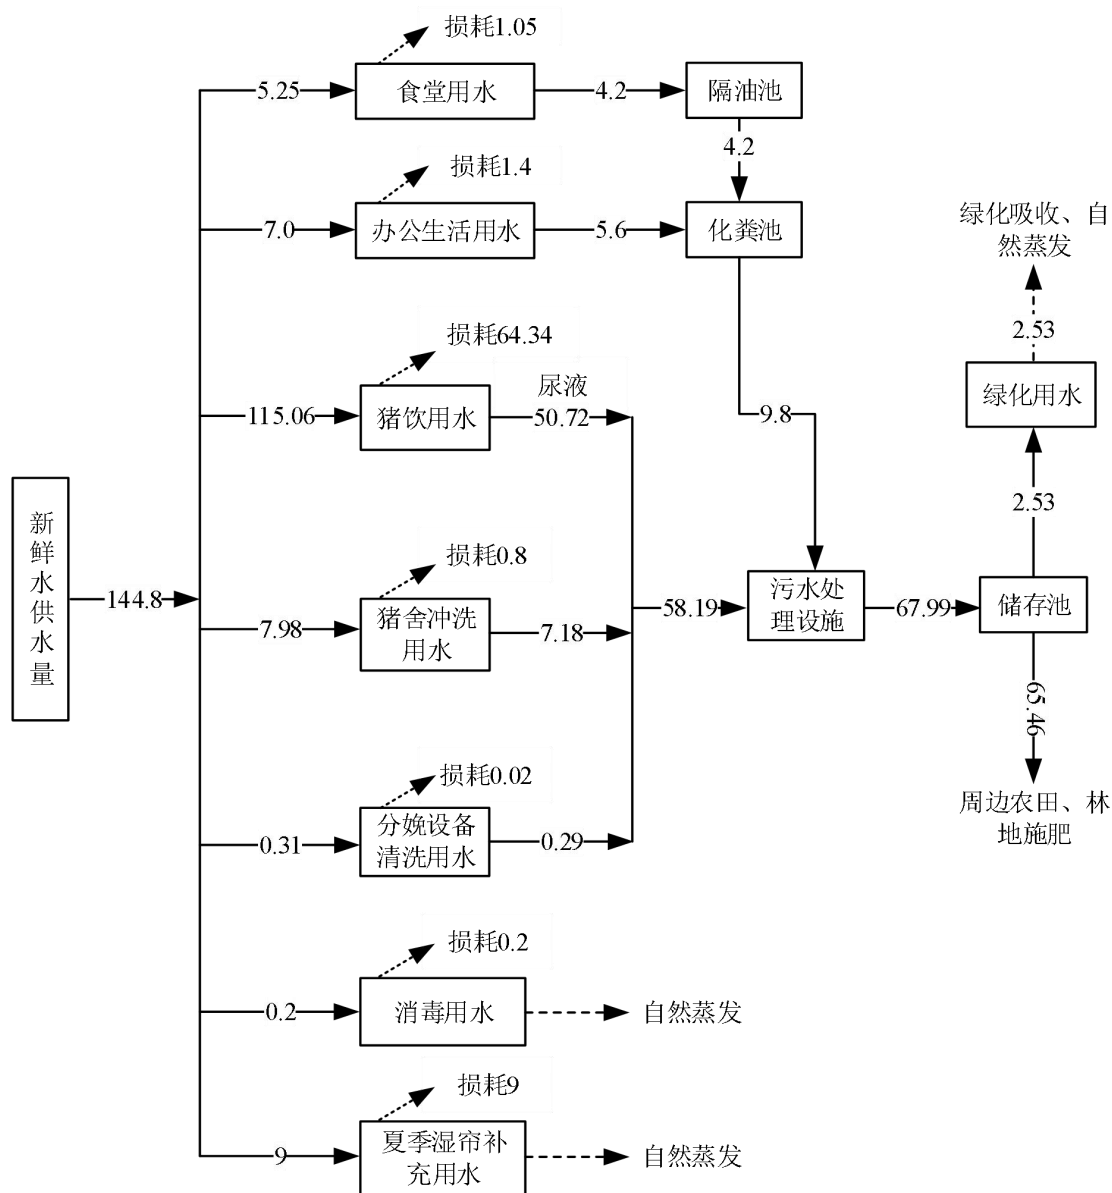 损耗1.05
5.25
食堂用水
4.2
隔油池
4.2
损耗1.4
7.0
办公生活用水
5.6
化粪池
绿化吸收、自
然蒸发
2.53
损耗64.34
尿液
115.06
猪饮用水
50.72
9.8
绿化用水
2.53
新鲜水供水量
144.8
损耗0.8
7.98
猪舍冲洗
用水
7.18
58.19
污水处
理设施
67.99
储存池
65.46
周边农田、林
地施肥
损耗0.02
0.31
分娩设备
清洗用水
0.29
损耗0.2
0.2
消毒用水
自然蒸发
损耗9
9
夏季湿帘补
充用水
自然蒸发